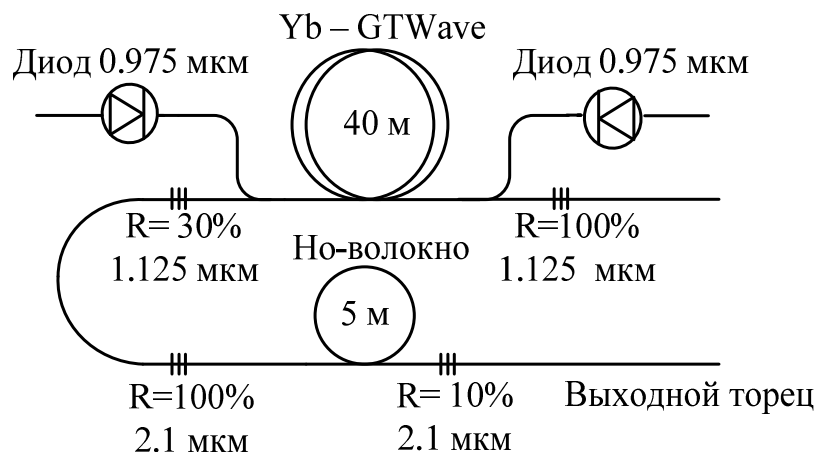 Yb – GTWave
Диод 0.975 мкм
Диод 0.975 мкм
40 м
R= 30%
1.125 мкм
R=100%
1.125 мкм
Ho-волокно
5 м
R=100%
2.1 мкм
R= 10%
2.1 мкм
Выходной торец